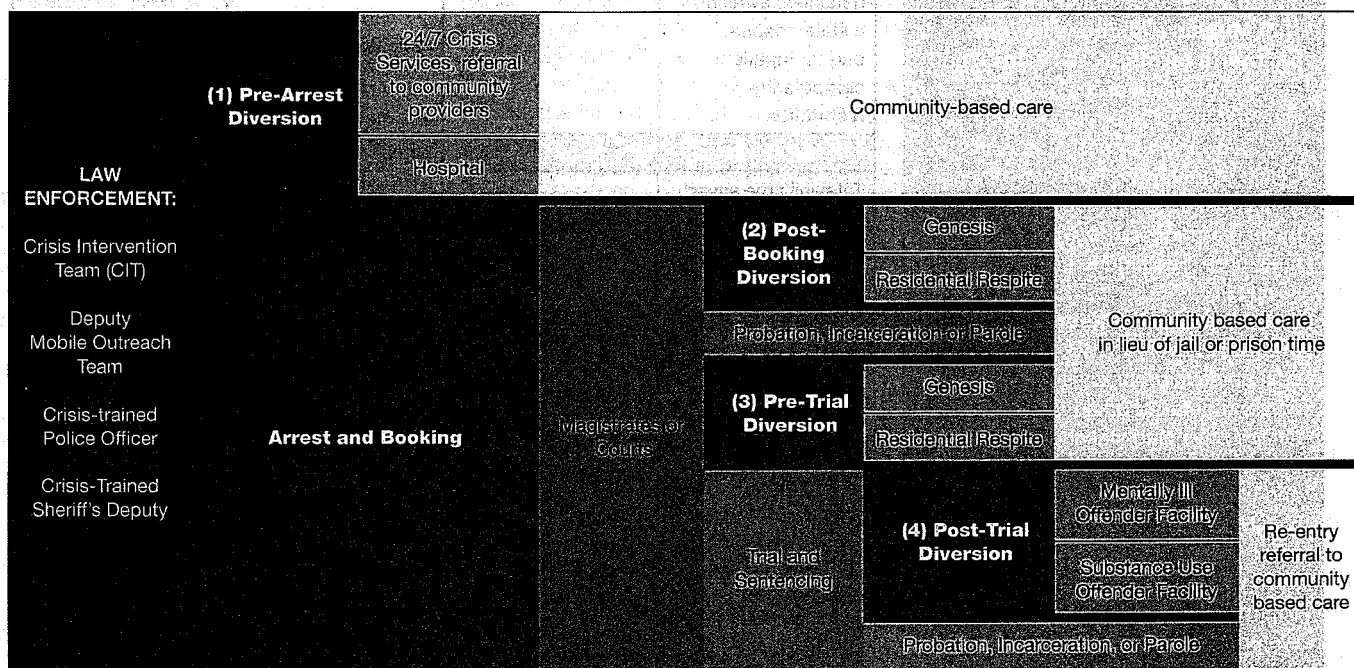 (1) Pre-Arrest
Diversion
24/7 Crisis
Services, referral
to community
providers
Hospital
Community-based care
LAW
ENFORCEMENT:
Crisis Intervention
Team (CIT)
Deputy
Mobile Outreach
Team
Crisis-trained
Police Officer
Crisis-Trained
Sheriff's Deputy
Arrest and Booking
Magistrates or
Courts
(2) Post-
Booking
Diversion
Genesis
Residential Respite
Probation, Incarceration or Parole
(3) Pre-Trial
Diversion
Genesis
Residential Respite
Community based care
in lieu of jail or prison time
Trial and
Sentencing
(4) Post-Trial
Diversion
Mentally Ill
Offender Facility
Substance Use
Offender Facility
Probation, Incarceration, or Parole
Re-entry
referral to
community
based care